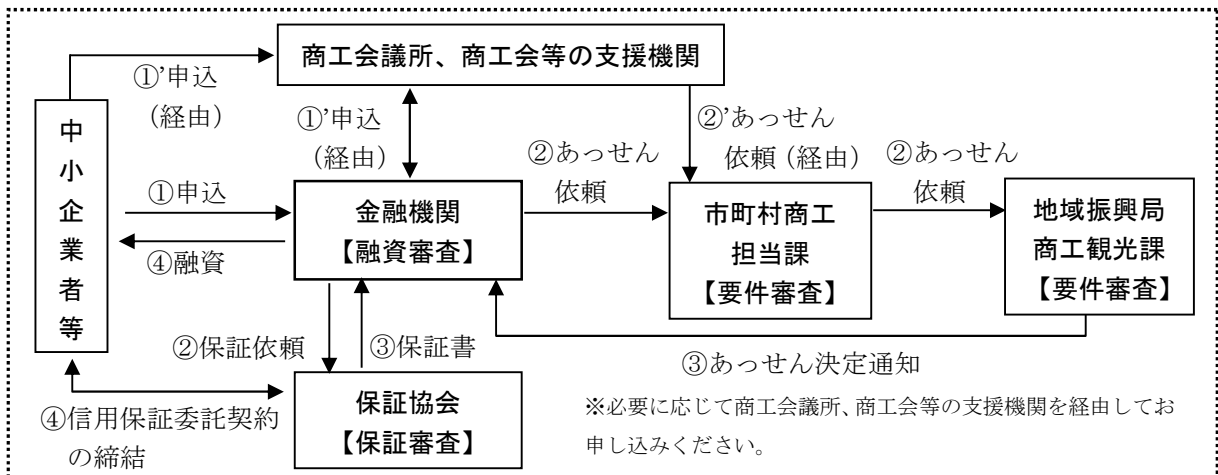 商工会議所、商工会等の支援機関
①’申込
(経由)
①’申込
(経由)
②’あっせん
依頼(経由)
②あっせん
依頼
②あっせん
依頼
中小企業者等
①申込
④融資
金融機関
【融資審査】
市町村商工
担当課
【要件審査】
地域振興局
商工観光課
【要件審査】
②保証依頼
③保証書
③あっせん決定通知
④信用保証委託契約
の締結
保証協会
【保証審査】
※必要に応じて商工会議所、商工会等の支援機関を経由してお
申し込みください。